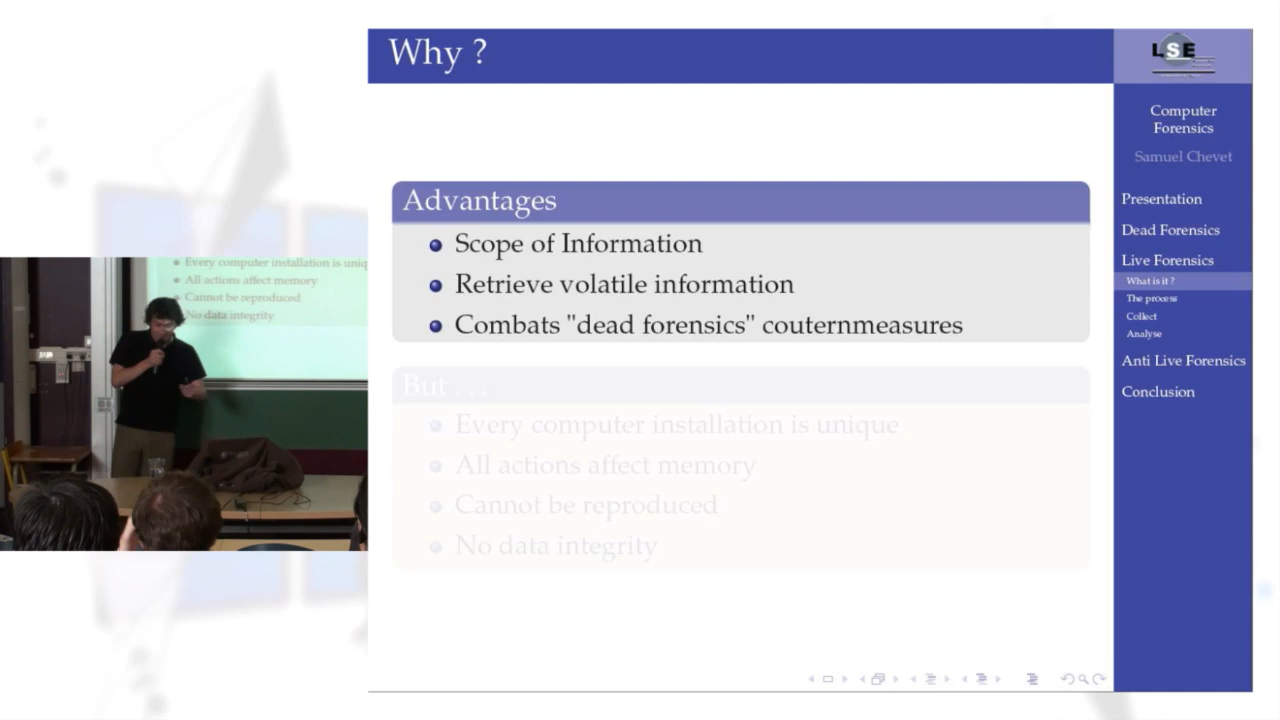 Why ?
Advantages
Scope of Information
Retrieve volatile information
Combats "dead forensics" couternmeasures
But . . .
Every computer installation is unique
All actions affect memory
Cannot be reproduced
No data integrity
LSE
Computer
Forensics
Samuel Chevet
Presentation
Dead Forensics
Live Forensics
What is it ?
The process
Collect
Analyse
Anti Live Forensics
Conclusion
Every computer installation is uniq
All actions affect memory
Cannot be reproduced
No data integrity